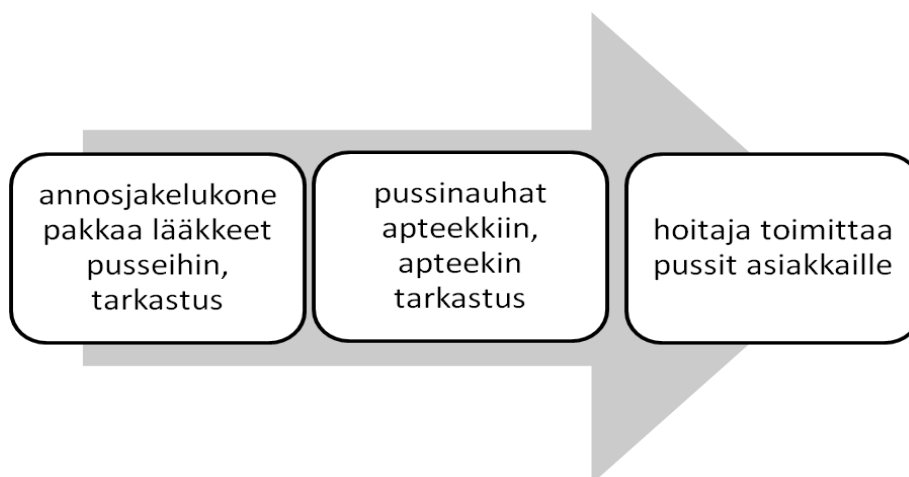 annosjakelukone
pakkaa lääkkeet
pusseihin,
tarkastus
pussinauhat
apteekkiin,
apteekin
tarkastus
hoitaja toimittaa
pussit asiakkaille